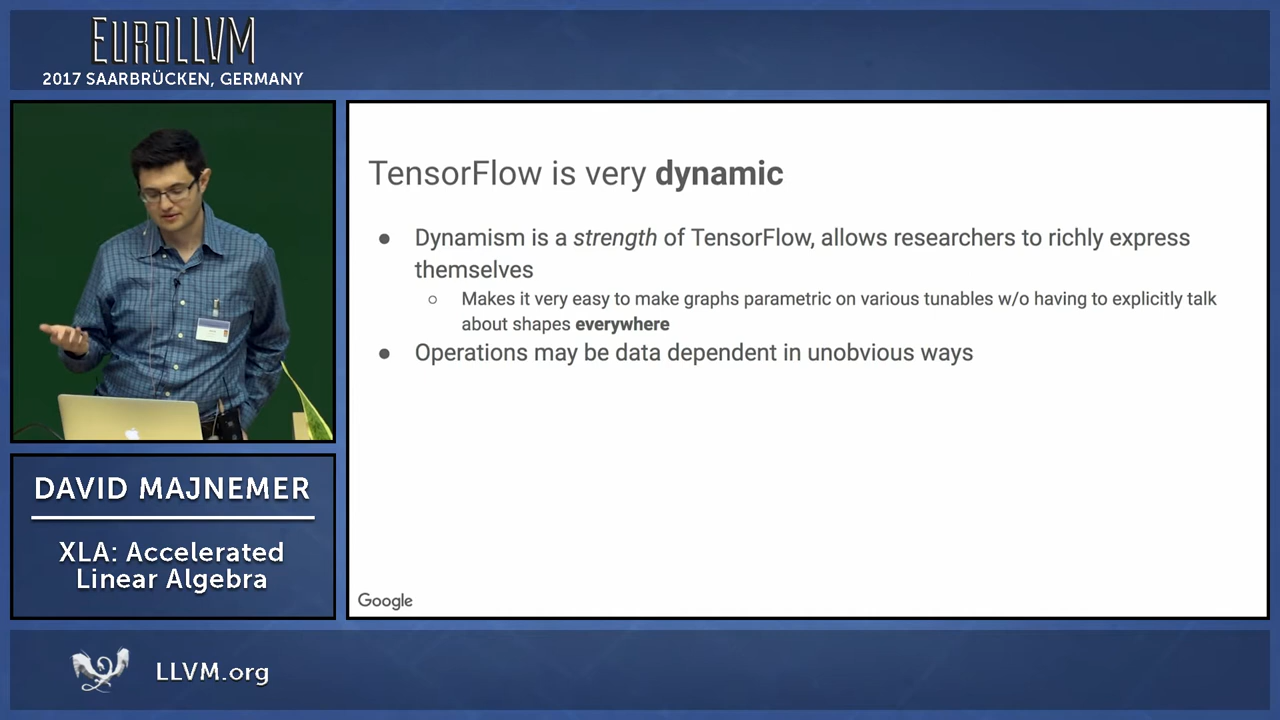 EUROLLVM
2017 SAARBRÜCKEN, GERMANY
TensorFlow is very dynamic
● Dynamism is a strength of TensorFlow, allows researchers to richly express
themselves
○ Makes it very easy to make graphs parametric on various tunables w/o having to explicitly talk
about shapes everywhere
● Operations may be data dependent in unobvious ways
Google
DAVID MAJNEMER
XLA: Accelerated
Linear Algebra
LLVM.org